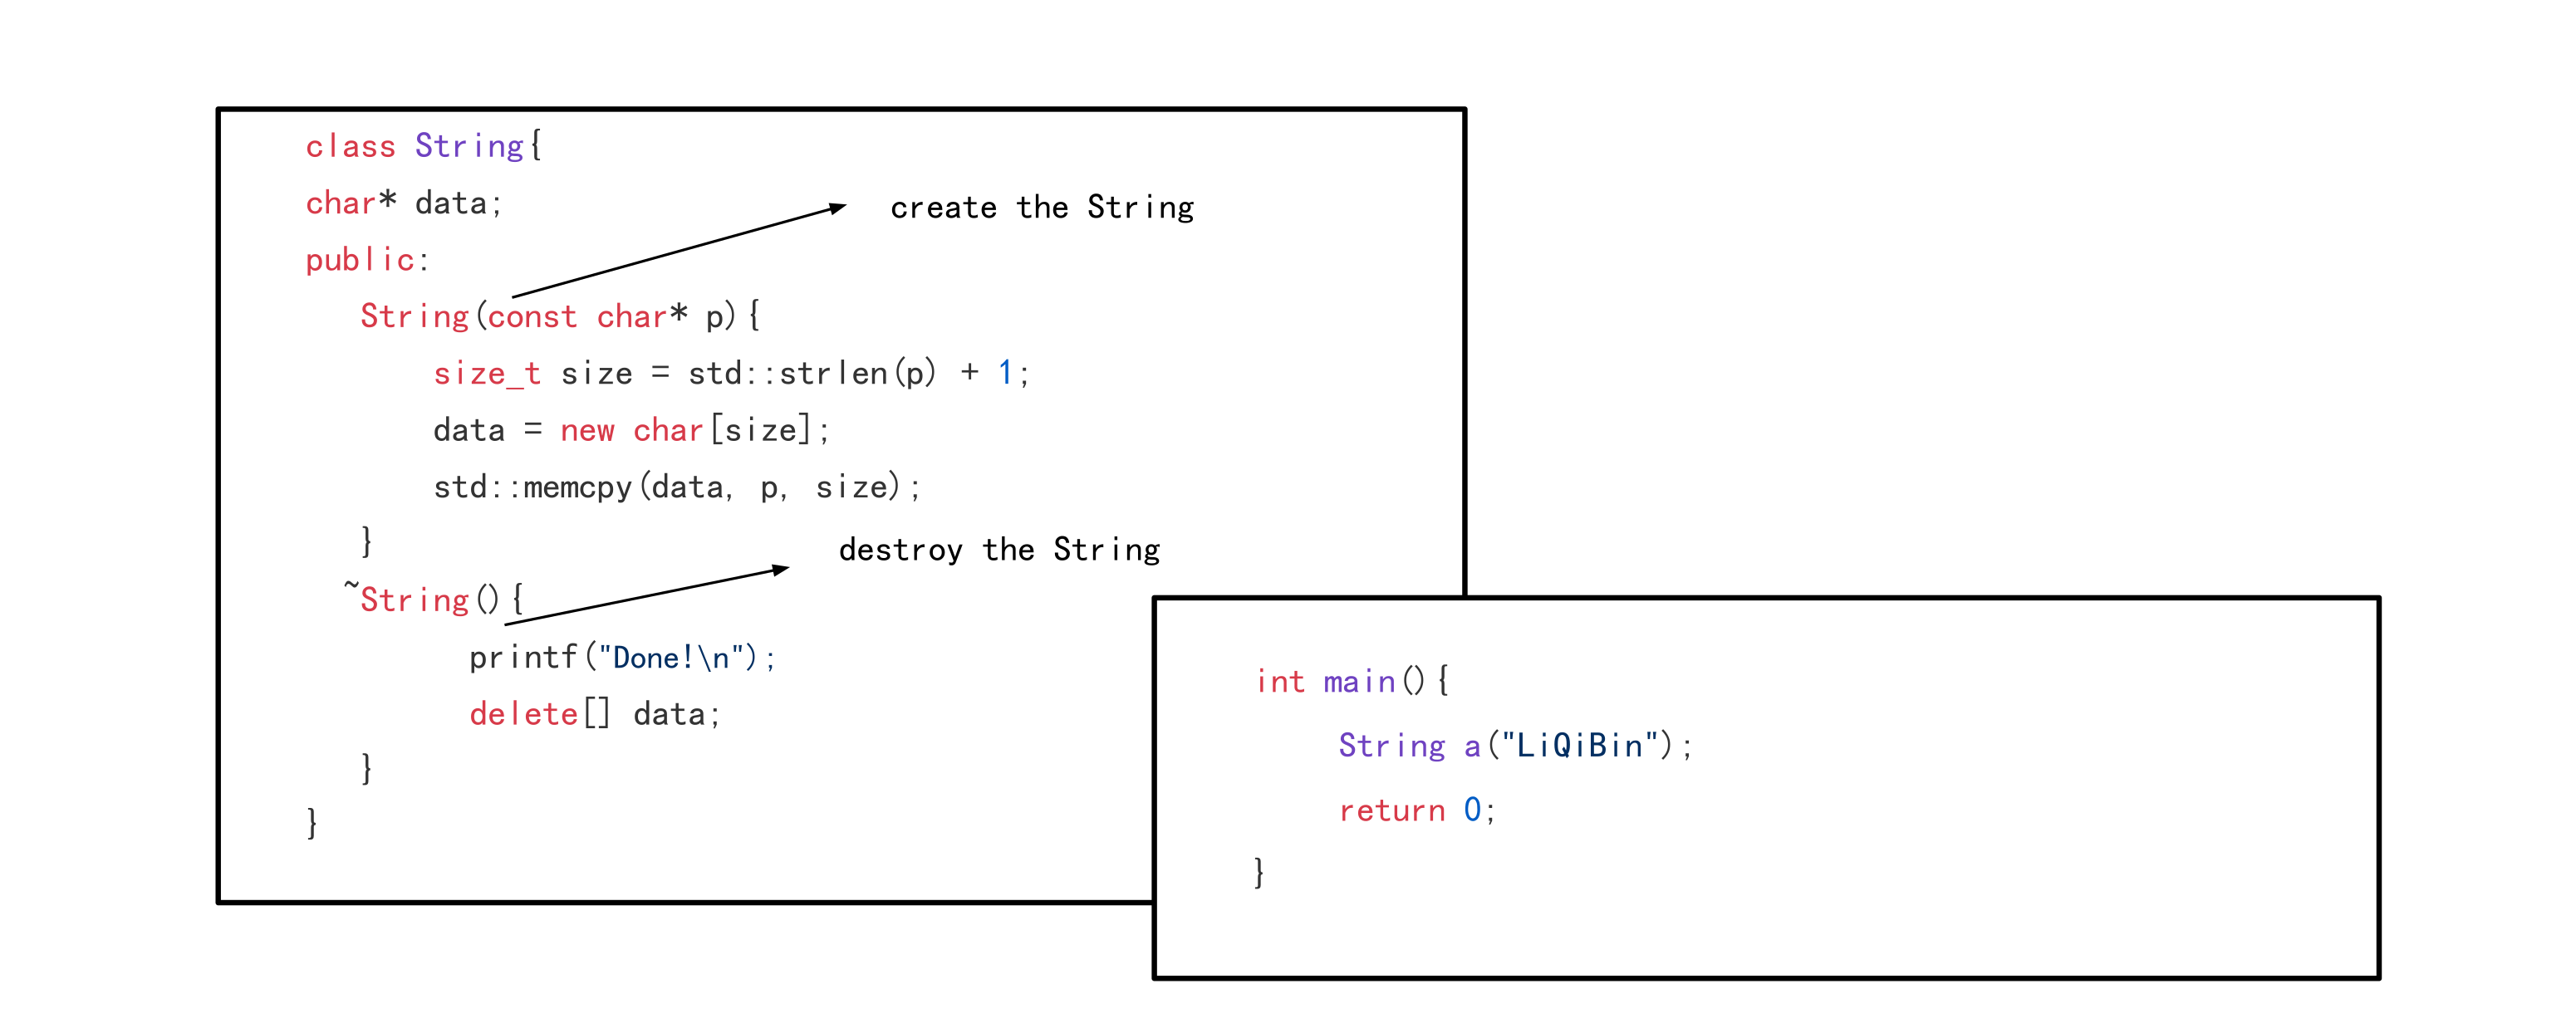 class String{
char* data;
create the String
public:
String(const char* p){
size_t size = std::strlen(p) + 1;
data = new char[size];
std::memcpy(data, p, size);
}
destroy the String
~String(){
printf("Done!\n");
delete[] data;
}
}
int main(){
String a("LiQiBin");
return 0;
}